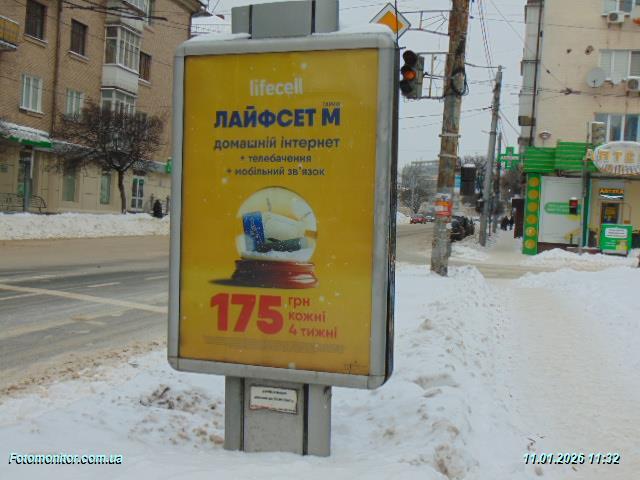 lifecell
ТАРИФ
ЛАЙФСЕТ М
домашній інтернет
+ телебачення
+ мобільний зв'язок
175 грн
кожні
4 тижні
АПТЕКА
Fotomonitor.com.ua
11.01.2026 11:32